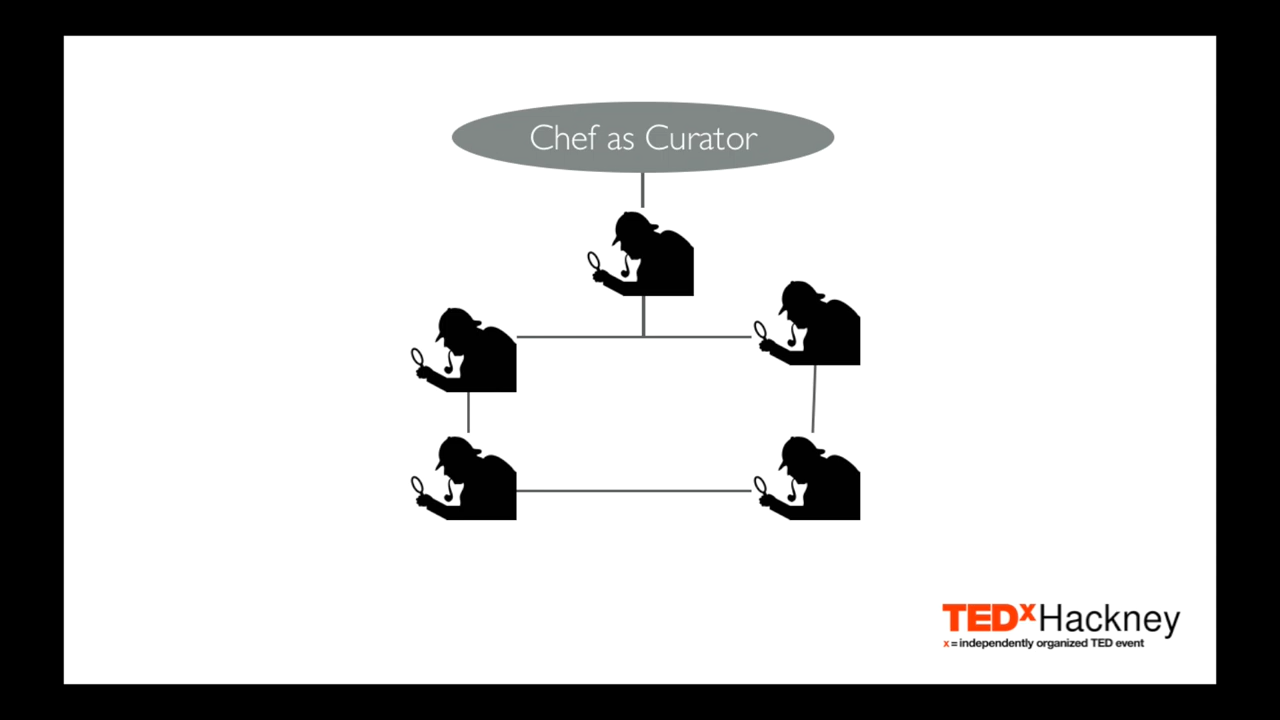 Chef as Curator
TEDxHackney
x = independently organized TED event